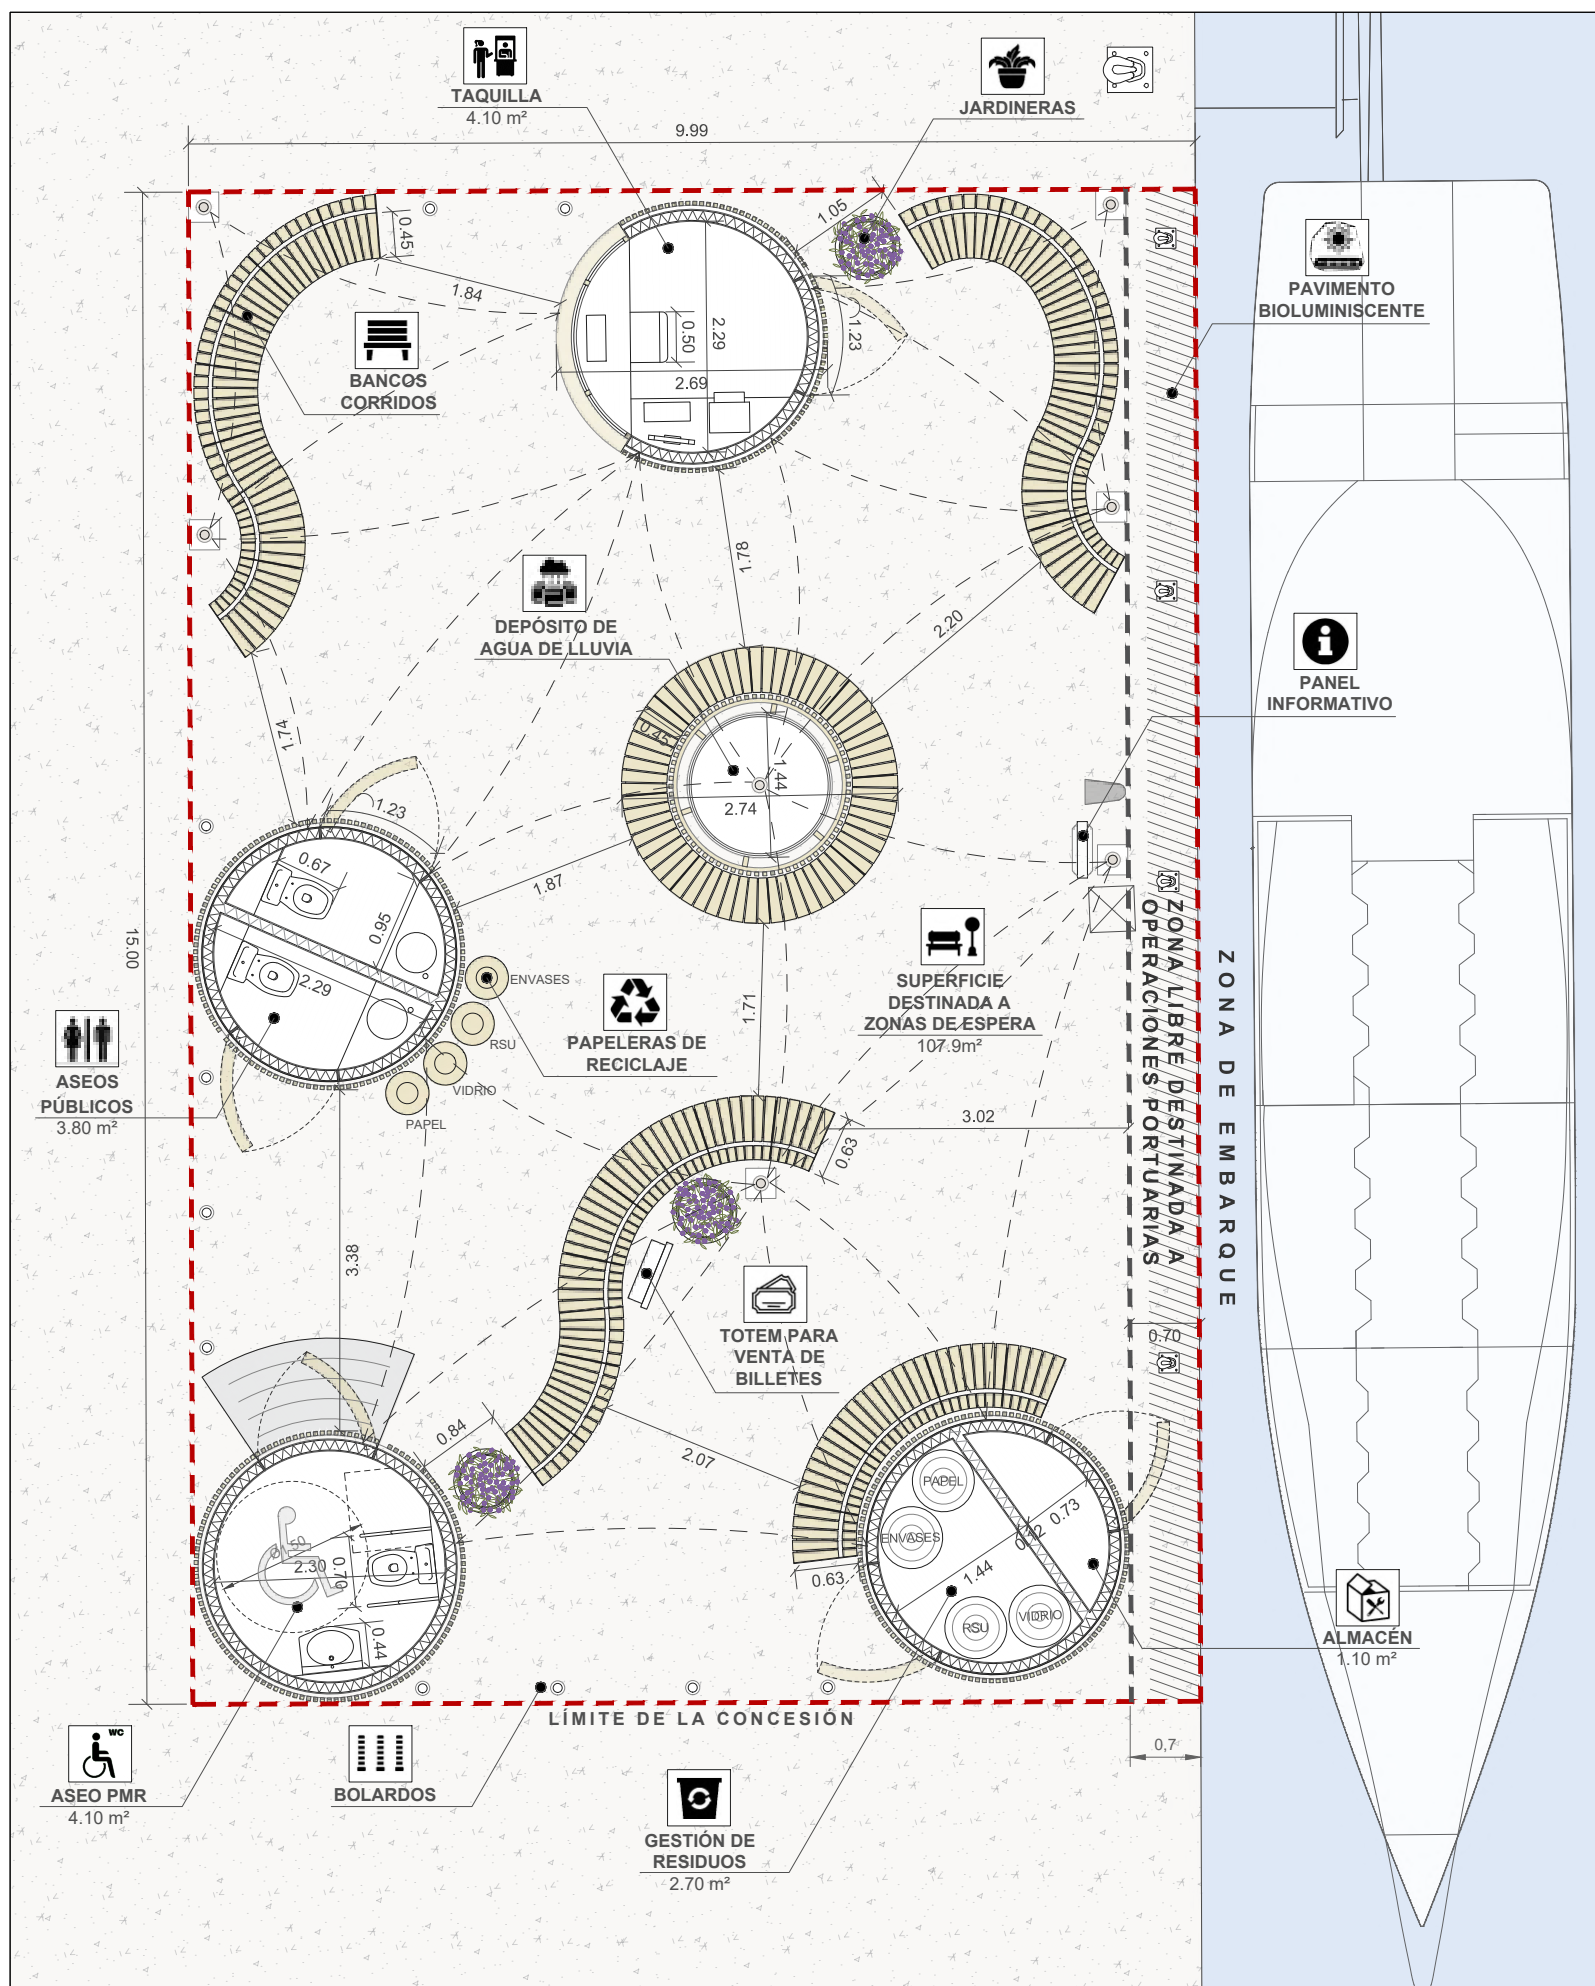 TAQUILLA
4.10 m²
JARDINERAS
9.99
1.05
0.45
1.84
BANCOS
CORRIDOS
0.50
2.29
2.69
1.23
PAVIMENTO
BIOLUMINISCENTE
1.78
DEPÓSITO DE
AGUA DE LLUVIA
2.20
PANEL
INFORMATIVO
1.74
0.45
1.44
2.74
1.23
0.67
0.95
2.29
1.87
15.00
ENVASES
RSU
VIDRIO
PAPEL
PAPELERAS DE
RECICLAJE
1.71
SUPERFICIE
DESTINADA A
ZONAS DE ESPERA
107.9m²
ZONA LIBRE DESTINADA A
OPERACIONES PORTUARIAS
ZONA DE EMBARQUE
ASEOS
PÚBLICOS
3.80 m²
3.02
0.63
3.38
TOTEM PARA
VENTA DE
BILLETES
0.70
0.84
2.07
PAPEL
ENVASES
RSU
VIDRIO
0.42
0.73
1.44
0.63
2.30
0.70
0.44
ALMACÉN
1.10 m²
LÍMITE DE LA CONCESIÓN
0,7
WC
ASEO PMR
4.10 m²
BOLARDOS
GESTIÓN DE
RESIDUOS
2.70 m²